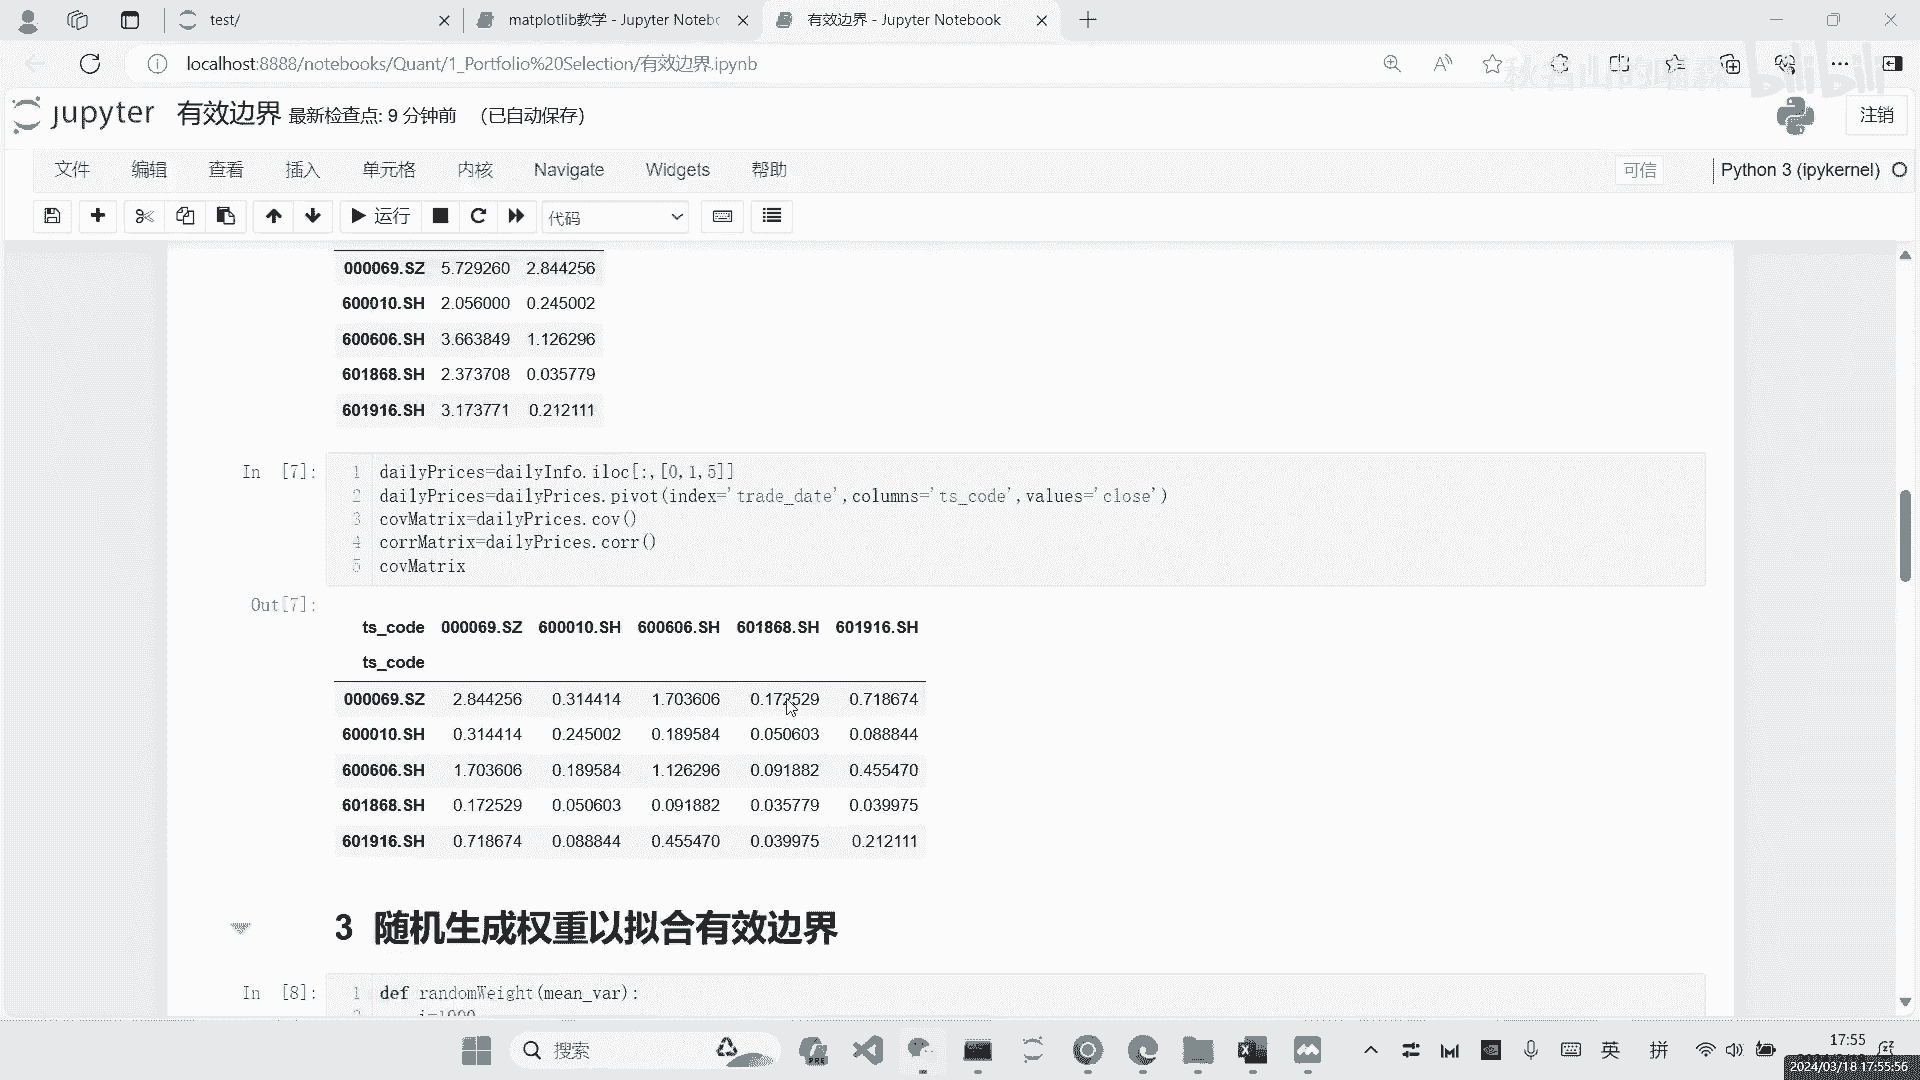 test/
matplotlib教学 - Jupyter Noteb
有效边界 - Jupyter Notebook
localhost:8888/notebooks/Quant/1_Portfolio%20Selection/有效边界.ipynb
bilibili
jupyter 有效边界 最新检查点: 9 分钟前 (已自动保存)
注销
文件 编辑 查看 插入 单元格 内核 Navigate Widgets 帮助
可信 Python 3 (ipykernel)
运行 代码
000069.SZ 5.729260 2.844256
600010.SH 2.056000 0.245002
600606.SH 3.663849 1.126296
601868.SH 2.373708 0.035779
601916.SH 3.173771 0.212111
In [7]:
1 dailyPrices=dailyInfo.iloc[:,[0,1,5]]
2 dailyPrices=dailyPrices.pivot(index='trade_date',columns='ts_code',values='close')
3 covMatrix=dailyPrices.cov()
4 corrMatrix=dailyPrices.corr()
5 covMatrix
Out[7]:
ts_code 000069.SZ 600010.SH 600606.SH 601868.SH 601916.SH
ts_code
000069.SZ 2.844256 0.314414 1.703606 0.172529 0.718674
600010.SH 0.314414 0.245002 0.189584 0.050603 0.088844
600606.SH 1.703606 0.189584 1.126296 0.091882 0.455470
601868.SH 0.172529 0.050603 0.091882 0.035779 0.039975
601916.SH 0.718674 0.088844 0.455470 0.039975 0.212111
3 随机生成权重以拟合有效边界
In [8]:
1 def randomWeight(mean_var):
搜索
PRE
英 拼
17:55
2024/03/18 17:55:56